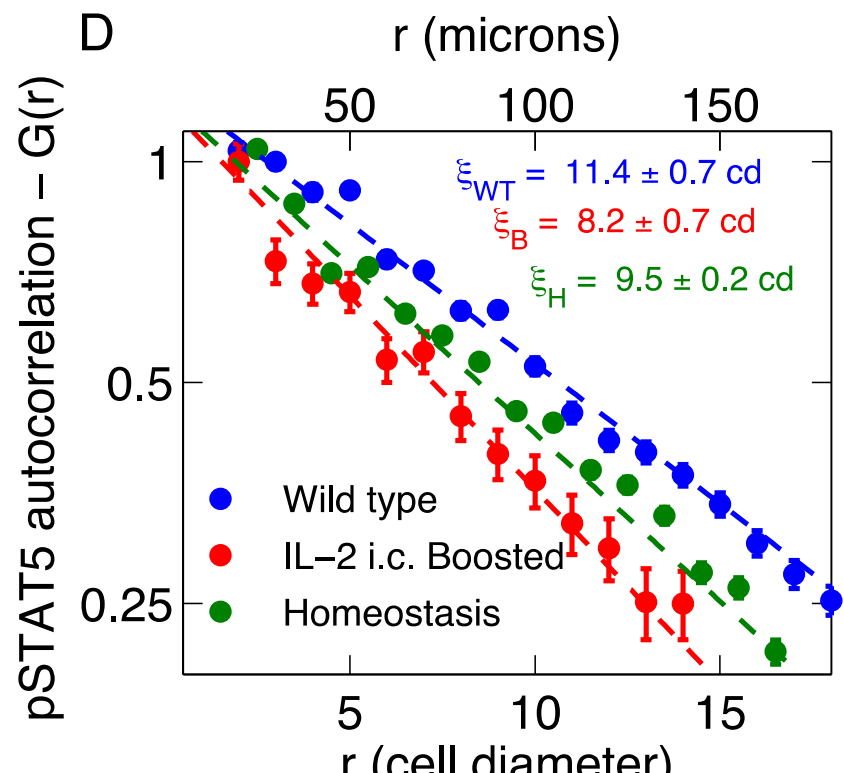 D
r (microns)
50 100 150
pSTAT5 autocorrelation – G(r)
1
0.5
0.25
ξWT = 11.4 ± 0.7 cd
ξB = 8.2 ± 0.7 cd
ξH = 9.5 ± 0.2 cd
Wild type
IL–2 i.c. Boosted
Homeostasis
5 10 15
r (cell diameter)